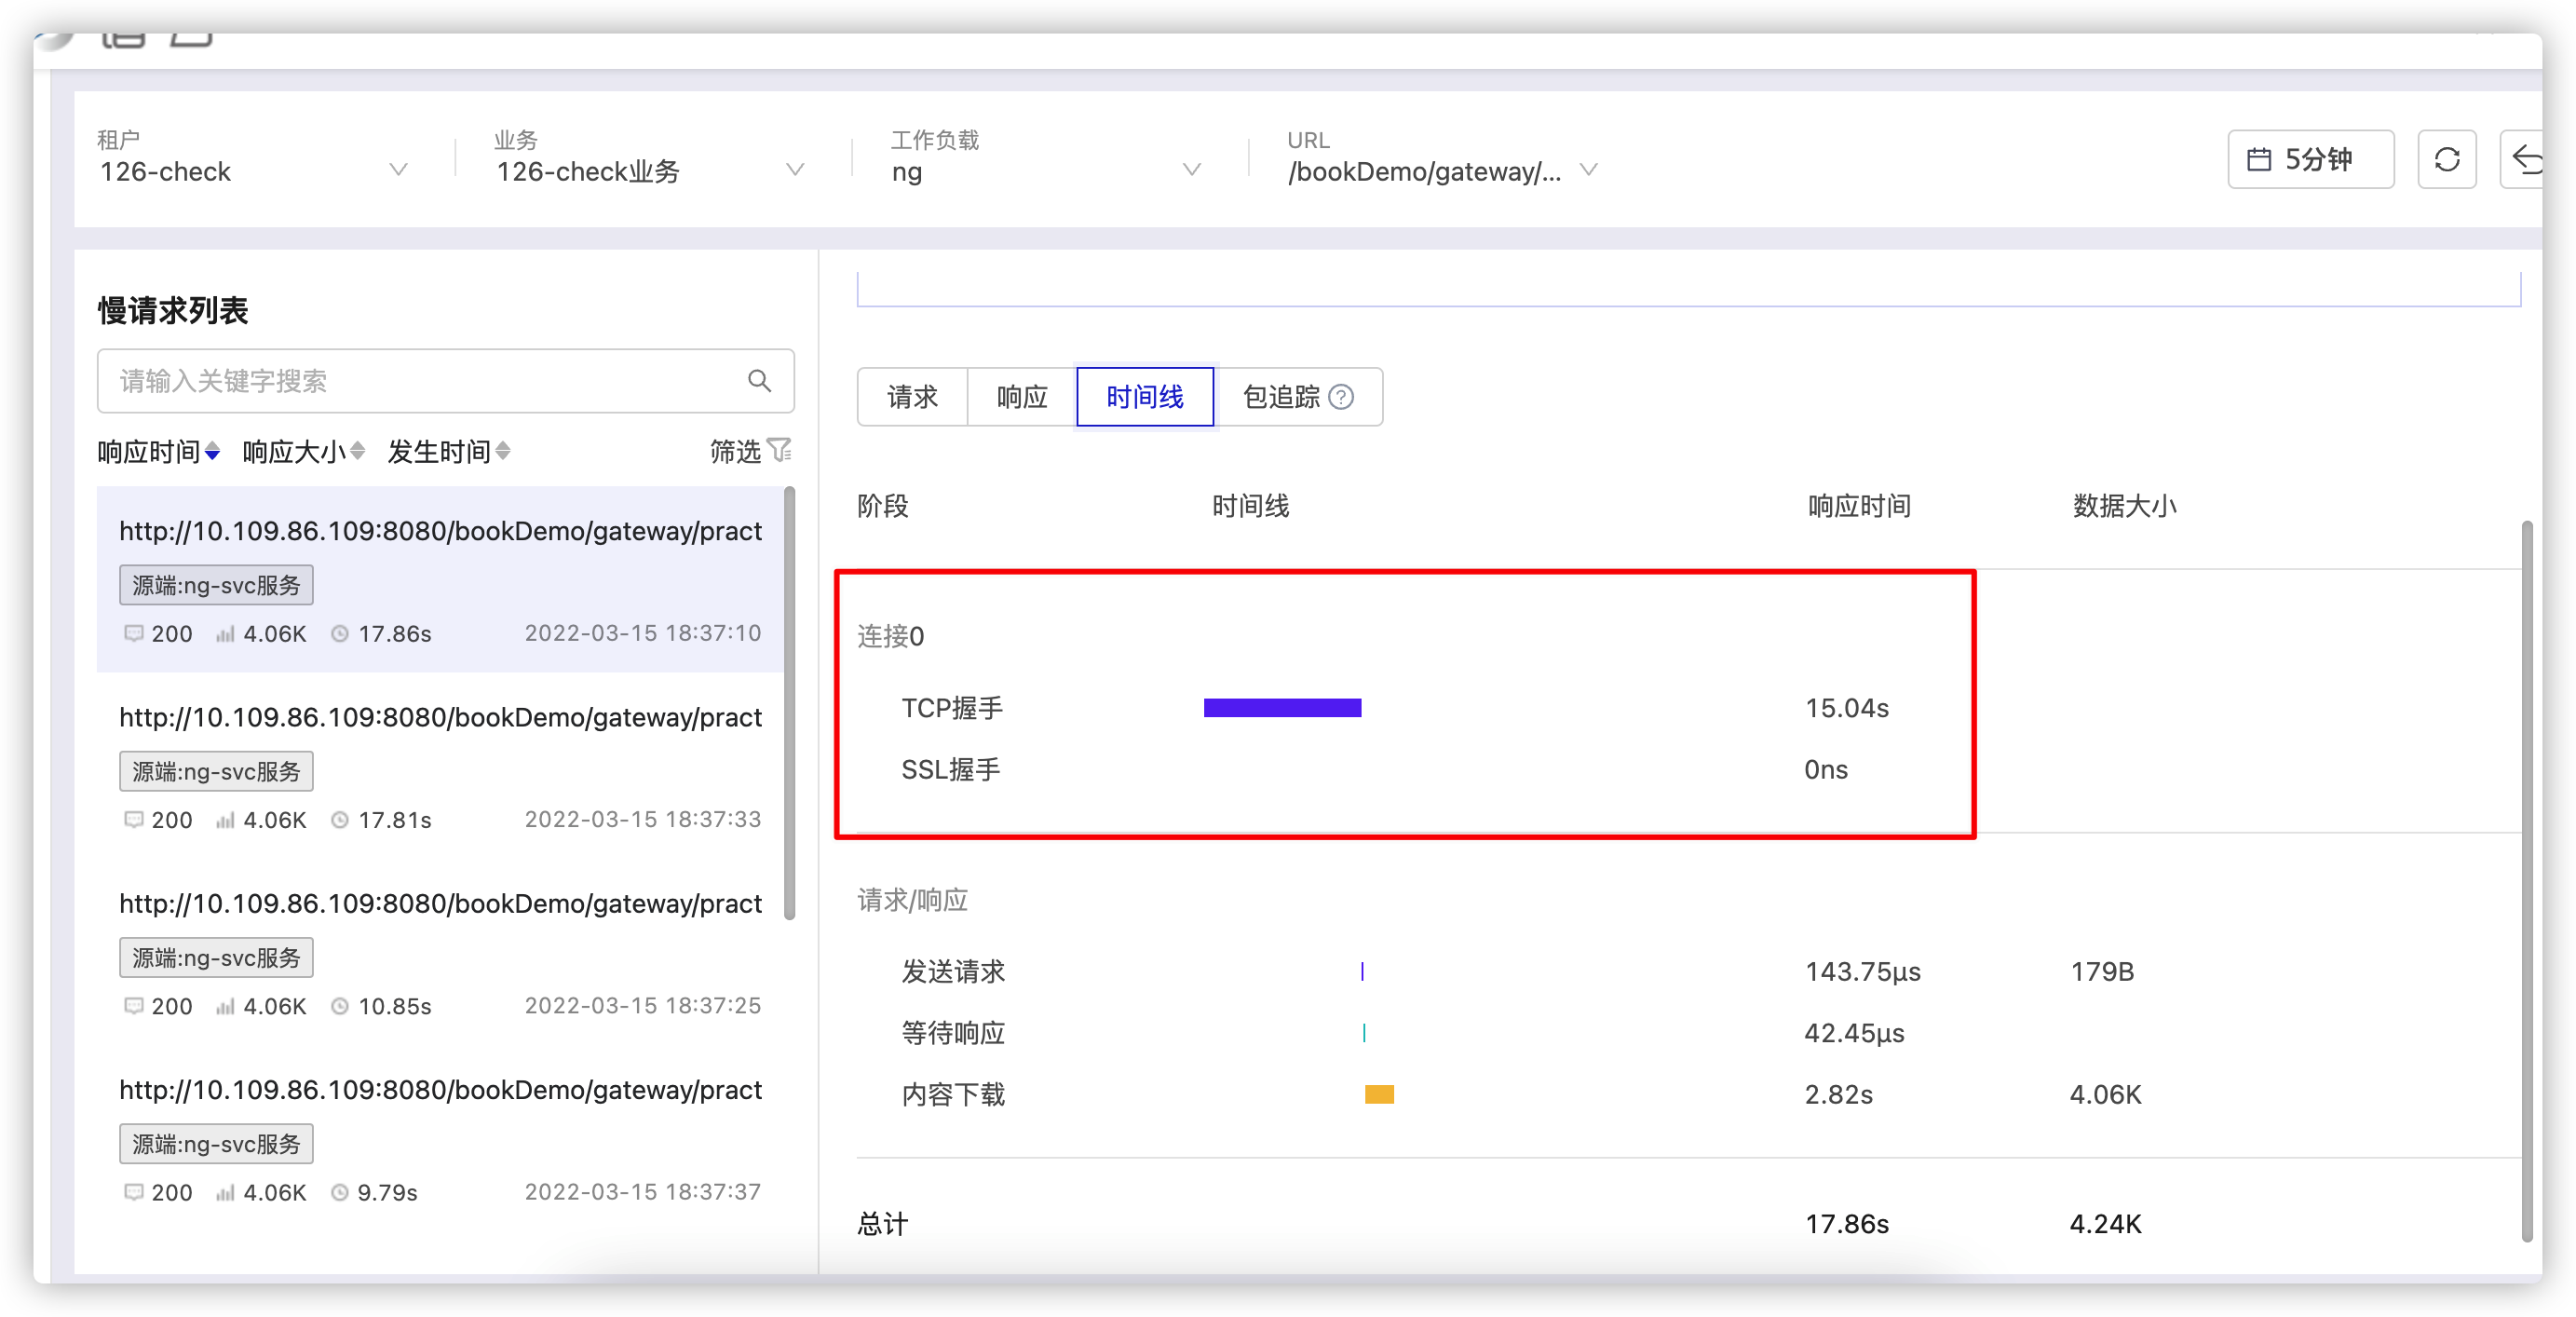 租户
126-check
业务
126-check业务
工作负载
ng
URL
/bookDemo/gateway/...
5分钟
慢请求列表
请输入关键字搜索
响应时间 响应大小 发生时间 筛选
http://10.109.86.109:8080/bookDemo/gateway/pract
源端:ng-svc服务
200 4.06K 17.86s 2022-03-15 18:37:10
http://10.109.86.109:8080/bookDemo/gateway/pract
源端:ng-svc服务
200 4.06K 17.81s 2022-03-15 18:37:33
http://10.109.86.109:8080/bookDemo/gateway/pract
源端:ng-svc服务
200 4.06K 10.85s 2022-03-15 18:37:25
http://10.109.86.109:8080/bookDemo/gateway/pract
源端:ng-svc服务
200 4.06K 9.79s 2022-03-15 18:37:37
请求 响应 时间线 包追踪
阶段 时间线 响应时间 数据大小
连接0
TCP握手 15.04s
SSL握手 0ns
请求/响应
发送请求 143.75μs 179B
等待响应 42.45μs
内容下载 2.82s 4.06K
总计 17.86s 4.24K